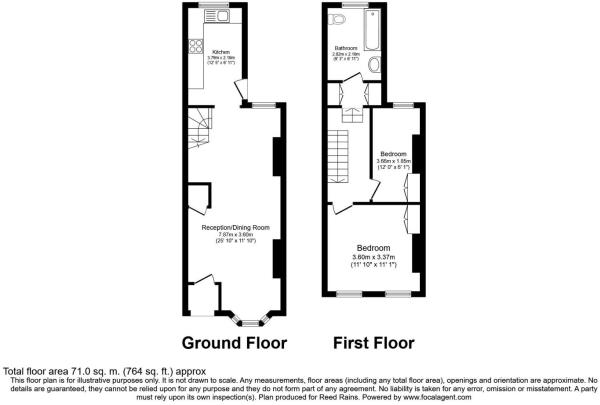 Kitchen
3.79m x 2.16m
(12' 5" x 6' 11")
Bathroom
2.82m x 2.16m
(9' 3" x 6' 11")
Bedroom
3.66m x 1.85m
(12' 0" x 6' 1")
Reception/Dining Room
7.87m x 3.60m
(25' 10" x 11' 10")
Bedroom
3.60m x 3.37m
(11' 10" x 11' 1")
Ground Floor
First Floor
Total floor area 71.0 sq. m. (764 sq. ft.) approx
This floor plan is for illustrative purposes only. It is not drawn to scale. Any measurements, floor areas (including any total floor area), openings and orientation are approximate. No
details are guaranteed, they cannot be relied upon for any purpose and they do not form part of any agreement. No liability is taken for any error, omission or misstatement. A party
must rely upon its own inspection(s). Plan produced for Reed Rains. Powered by www.focalagent.com